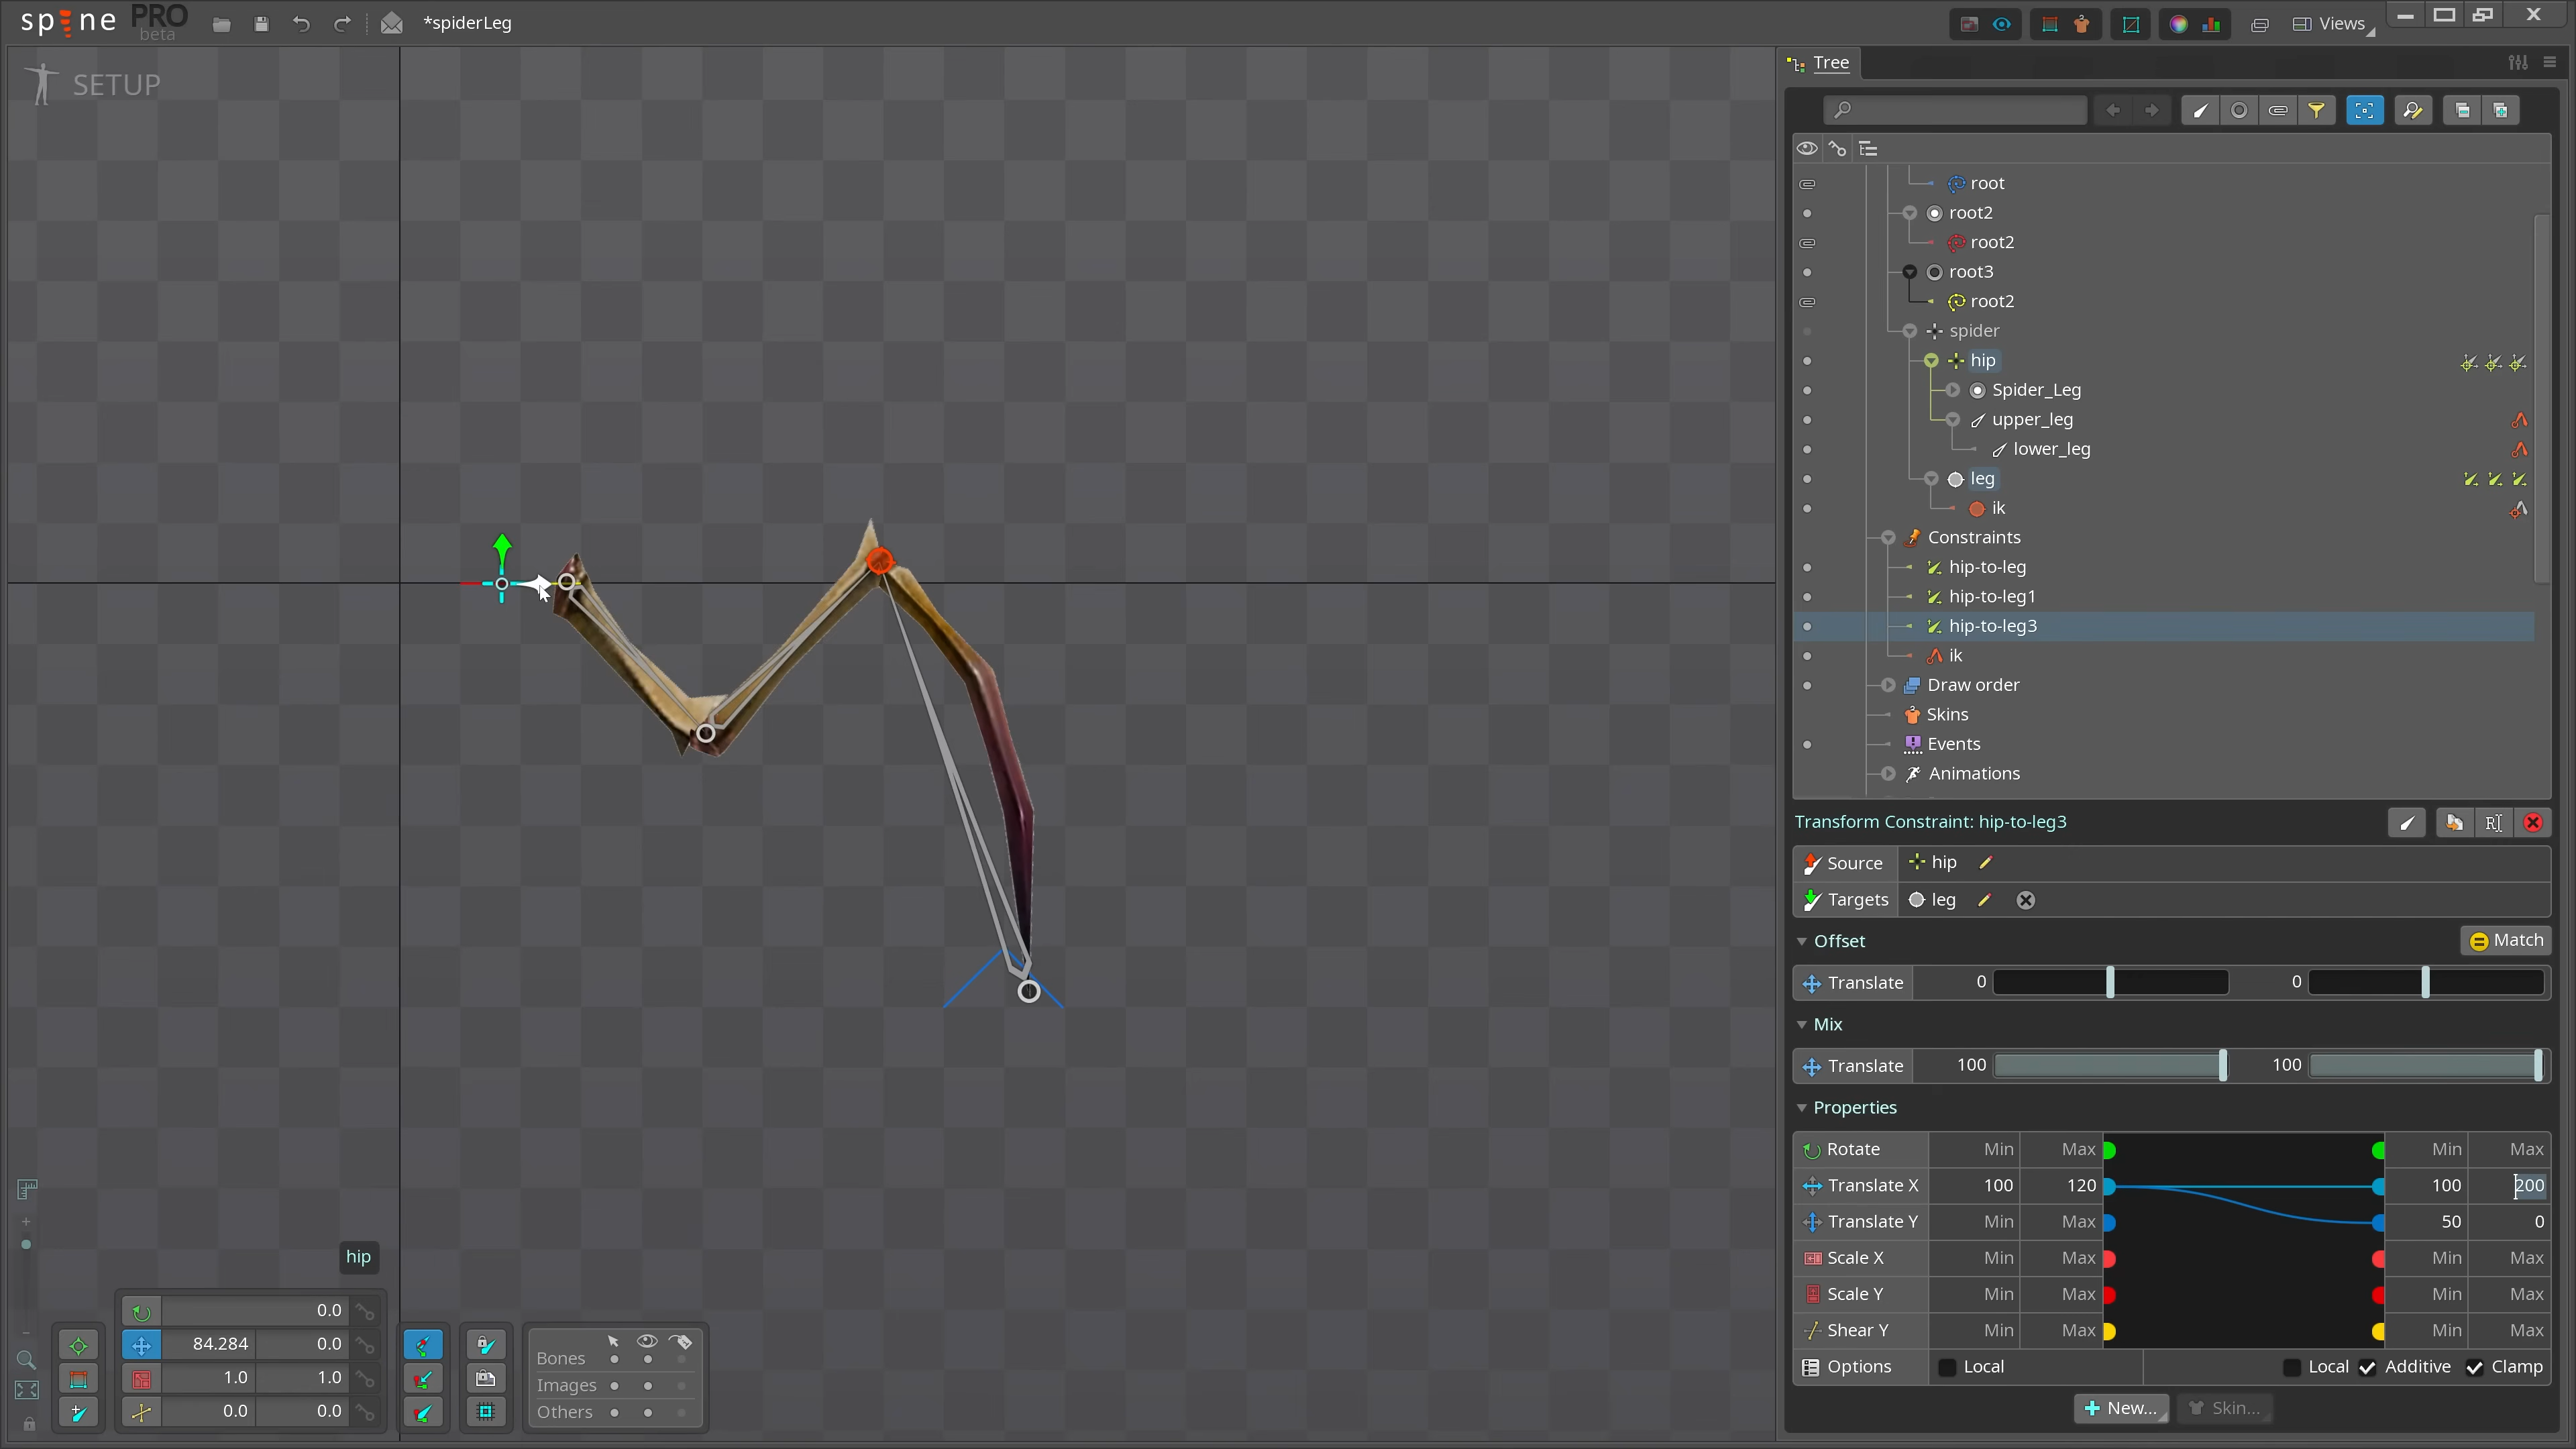 spine PRO beta *spiderLeg Views
SETUP
Tree
root
root2
root2
root3
root2
spider
hip
Spider_Leg
upper_leg
lower_leg
leg
ik
Constraints
hip-to-leg
hip-to-leg1
hip-to-leg3
ik
Draw order
Skins
Events
Animations
Transform Constraint: hip-to-leg3
Source hip
Targets leg
Offset Match
Translate 0 0
Mix
Translate 100 100
Properties
Rotate Min Max Min Max
Translate X 100 120 100 200
Translate Y Min Max 50 0
Scale X Min Max Min Max
Scale Y Min Max Min Max
Shear Y Min Max Min Max
Options Local Local Additive Clamp
New... Skin...
hip
0.0
84.284 0.0
1.0 1.0
0.0 0.0
Bones
Images
Others